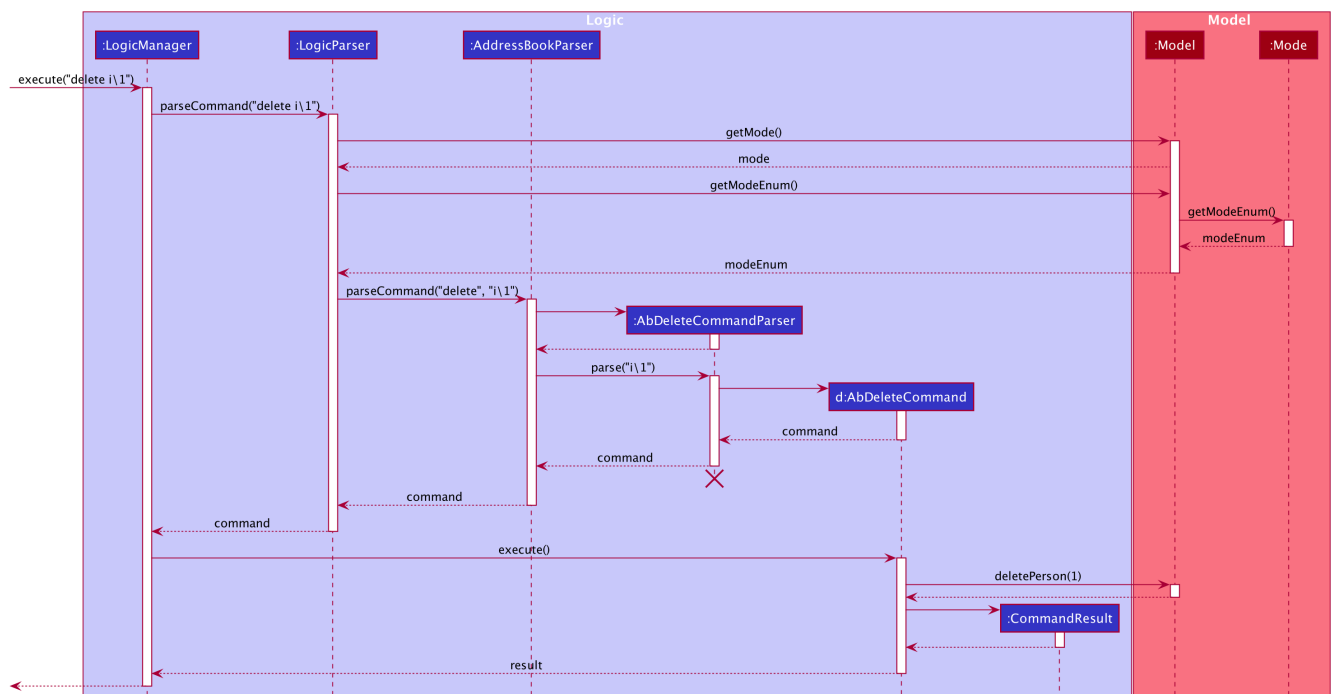 Logic
Model
:LogicManager
:LogicParser
:AddressBookParser
:Model
:Mode
execute("delete i\1")
parseCommand("delete i\1")
getMode()
mode
getModeEnum()
getModeEnum()
modeEnum
modeEnum
parseCommand("delete", "i\1")
:AbDeleteCommandParser
parse("i\1")
d:AbDeleteCommand
command
command
command
command
execute()
deletePerson(1)
:CommandResult
result